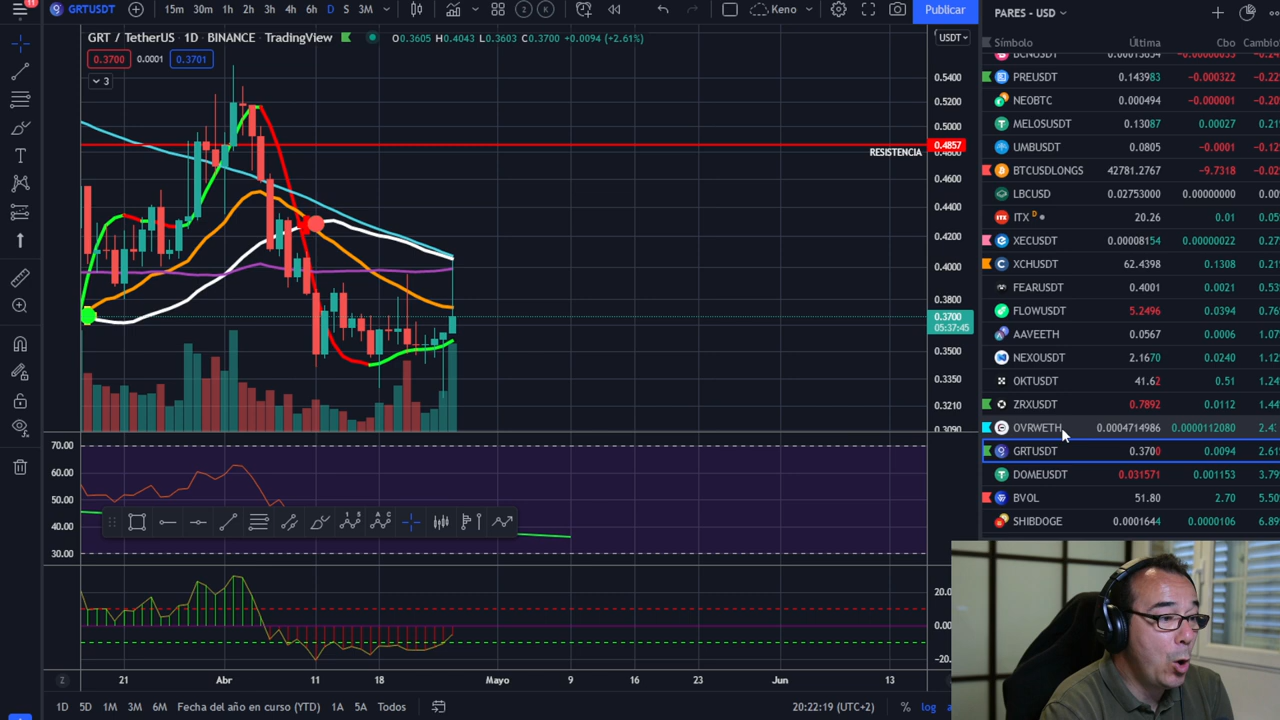 11
GRTUSDT
15m 30m 1h 2h 3h 4h 6h D S 3M
2 K
Keno
Publicar
PARES - USD
GRT / TetherUS · 1D · BINANCE · TradingView
O0.3605 H0.4043 L0.3603 C0.3700 +0.0094 (+2.61%)
USDT
0.3700 0.0001 0.3701
3
RESISTENCIA
0.5400
0.5200
0.5000
0.4857
0.4600
0.4400
0.4200
0.4000
0.3800
0.3700
05:37:45
0.3500
0.3350
0.3210
0.3090
70.00
60.00
50.00
40.00
30.00
1 S
A C
20.0
0.00
-20.
Z 21 Abr 11 18 Mayo 9 16 23 Jun 13
1D 5D 1M 3M 6M Fecha del año en curso (YTD) 1A 5A Todos
20:22:19 (UTC+2) % log
Símbolo Última Cbo Cambio
PREUSDT 0.143983 -0.000322 -0.22
NEOBTC 0.000494 -0.000001 -0.20
MELOSUSDT 0.13087 0.00027 0.21
UMBUSDT 0.0805 -0.0001 0.00
BTCUSDLONGS 42781.2767 -9.7318 -0.02
LBCUSD 0.02753000 0.00000000 0.00
ITX D 20.26 0.01 0.05
XECUSDT 0.00008154 0.00000022 0.27
XCHUSDT 62.4398 0.1308 0.21
FEARUSDT 0.4001 0.0021 0.53
FLOWUSDT 5.2496 0.0394 0.76
AAVEETH 0.0567 0.0006 1.07
NEXOUSDT 2.1670 0.0240 1.12
OKTUSDT 41.62 0.51 1.24
ZRXUSDT 0.7892 0.0112 1.44
OVRWETH 0.0004714986 0.0000112080 2.4
GRTUSDT 0.3700 0.0094 2.61
DOMEUSDT 0.031571 0.001153 3.79
BVOL 51.80 2.70 5.50
SHIBDOGE 0.0001644 0.0000106 6.89